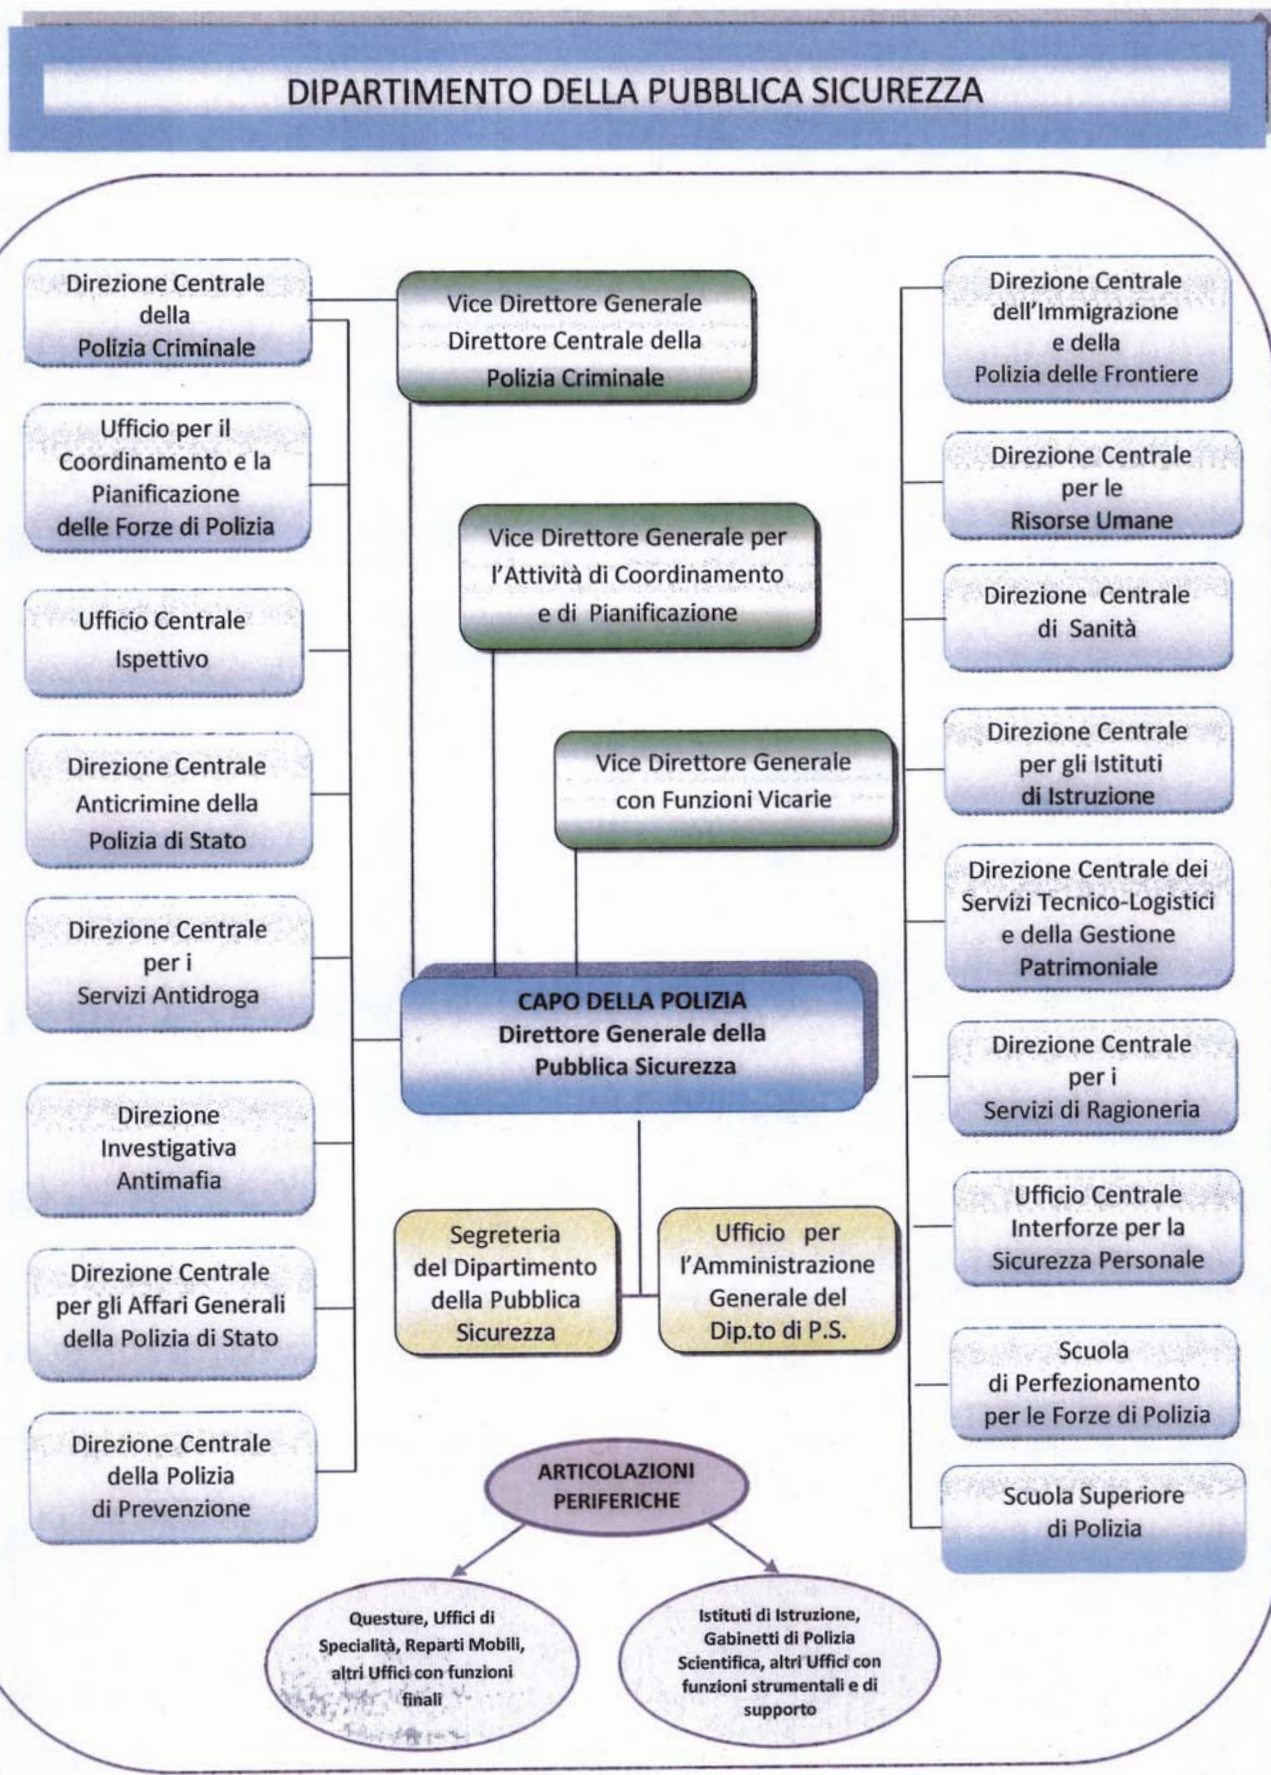 DIPARTIMENTO DELLA PUBBLICA SICUREZZA
Direzione Centrale
della
Polizia Criminale
Ufficio per il
Coordinamento e la
Pianificazione
delle Forze di Polizia
Ufficio Centrale
Ispettivo
Direzione Centrale
Anticrimine della
Polizia di Stato
Direzione Centrale
per i
Servizi Antidroga
Direzione
Investigativa
Antimafia
Direzione Centrale
per gli Affari Generali
della Polizia di Stato
Direzione Centrale
della Polizia
di Prevenzione
Vice Direttore Generale
Direttore Centrale della
Polizia Criminale
Vice Direttore Generale per
l'Attività di Coordinamento
e di Pianificazione
Vice Direttore Generale
con Funzioni Vicarie
CAPO DELLA POLIZIA
Direttore Generale della
Pubblica Sicurezza
Segreteria
del Dipartimento
della Pubblica
Sicurezza
Ufficio per
l'Amministrazione
Generale del
Dip.to di P.S.
Direzione Centrale
dell'Immigrazione
e della
Polizia delle Frontiere
Direzione Centrale
per le
Risorse Umane
Direzione Centrale
di Sanità
Direzione Centrale
per gli Istituti
di Istruzione
Direzione Centrale dei
Servizi Tecnico-Logistici
e della Gestione
Patrimoniale
Direzione Centrale
per i
Servizi di Ragioneria
Ufficio Centrale
Interforze per la
Sicurezza Personale
Scuola
di Perfezionamento
per le Forze di Polizia
Scuola Superiore
di Polizia
ARTICOLAZIONI
PERIFERICHE
Questure, Uffici di
Specialità, Reparti Mobili,
altri Uffici con funzioni
finali
Istituti di Istruzione,
Gabinetti di Polizia
Scientifica, altri Uffici con
funzioni strumentali e di
supporto